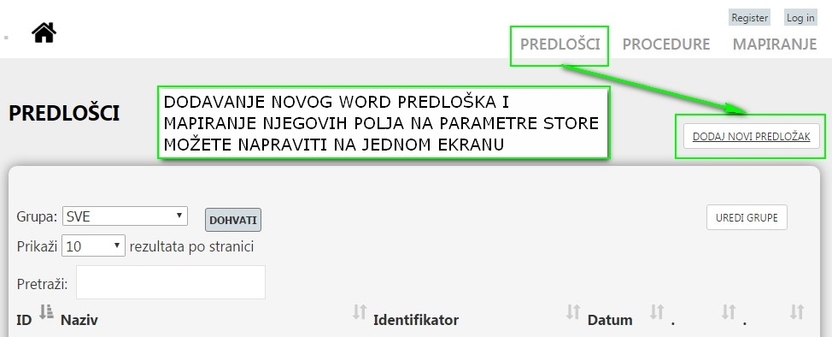 Register Log in
PREDLOŠCI PROCEDURE MAPIRANJE
PREDLOŠCI
DODAVANJE NOVOG WORD PREDLOŠKA I
MAPIRANJE NJEGOVIH POLJA NA PARAMETRE STORE
MOŽETE NAPRAVITI NA JEDNOM EKRANU
DODAJ NOVI PREDLOŽAK
Grupa: SVE DOHVATI UREDI GRUPE
Prikaži 10 rezultata po stranici
Pretraži:
ID Naziv Identifikator Datum . .